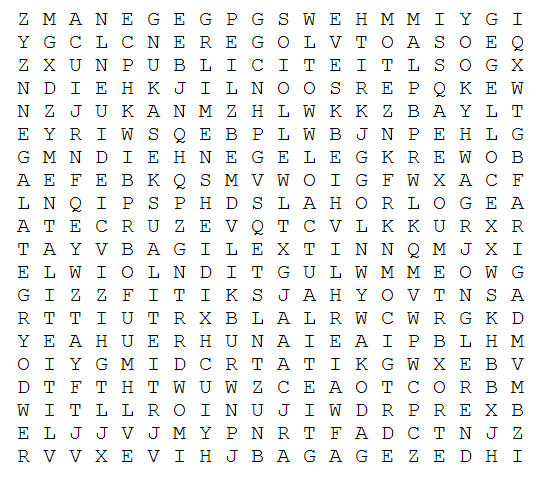 Z M A N E G E G P G S W E H M M I Y G I
Y G C L C N E R E G O L V T O A S O E Q
Z X U N P U B L I C I T E I T L S O G X
N D I E H K J I L N O O S R E P Q K E W
N Z J U K A N M Z H L W K K Z B A Y L T
E Y R I W S Q E B P L W B J N P E H L G
G M N D I E H N E G E L E G K R E W O B
A E F E B K Q S M V W O I G F W X A C F
L N Q I P S P H D S L A H O R L O G E A
A T E C R U Z E V Q T C V L K K U R X R
T A Y V B A G I L E X T I N N Q M J X I
E L W I O L N D I T G U L W M M E O W G
G I Z Z F I T I K S J A H Y O V T N S A
R T T I U T R X B L A L R W C W R G K D
Y E A H U E R H U N A I E A I P B L H M
O I Y G M I D C R T A T I K G W X E B V
D T F T H T W U W Z C E A O T C O R B M
W I T L L R O I N U J I W D R P R E X B
E L J J V J M Y P N R T F A D C T N J Z
R V V X E V I H J B A G A G E Z E D H I